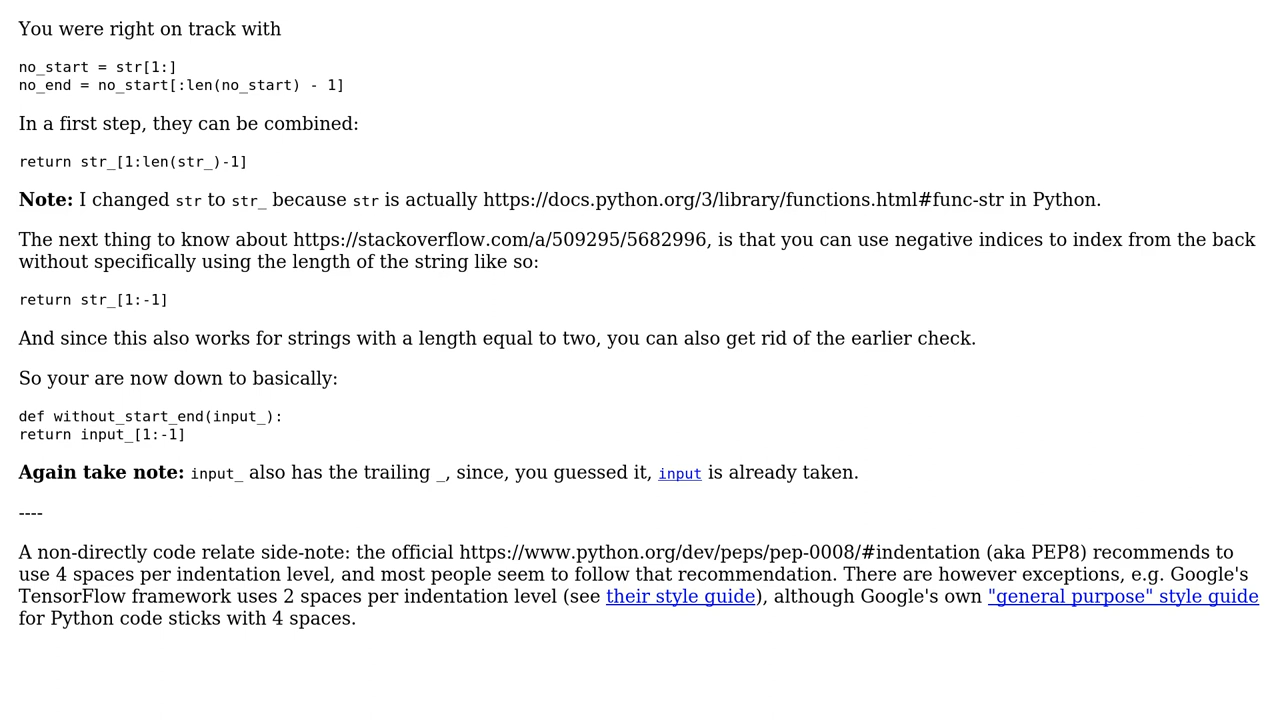 You were right on track with
no_start = str[1:]
no_end = no_start[:len(no_start) - 1]
In a first step, they can be combined:
return str_[1:len(str_)-1]
Note: I changed str to str_ because str is actually https://docs.python.org/3/library/functions.html#func-str in Python.
The next thing to know about https://stackoverflow.com/a/509295/5682996, is that you can use negative indices to index from the back
without specifically using the length of the string like so:
return str_[1:-1]
And since this also works for strings with a length equal to two, you can also get rid of the earlier check.
So your are now down to basically:
def without_start_end(input_):
return input_[1:-1]
Again take note: input_ also has the trailing _, since, you guessed it, input is already taken.
----
A non-directly code relate side-note: the official https://www.python.org/dev/peps/pep-0008/#indentation (aka PEP8) recommends to
use 4 spaces per indentation level, and most people seem to follow that recommendation. There are however exceptions, e.g. Google's
TensorFlow framework uses 2 spaces per indentation level (see their style guide), although Google's own "general purpose" style guide
for Python code sticks with 4 spaces.